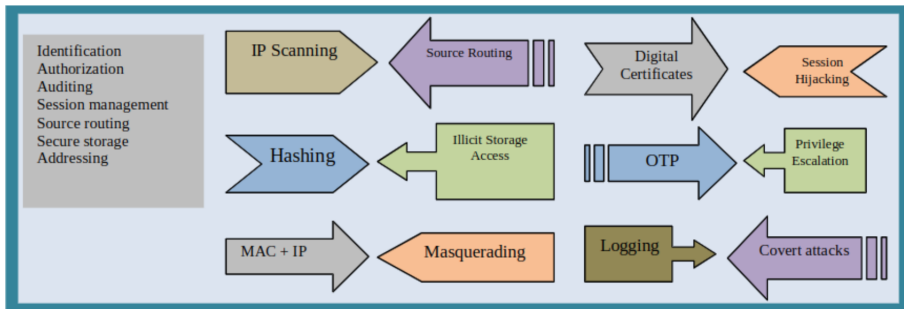 Identification
Authorization
Auditing
Session management
Source routing
Secure storage
Addressing
IP Scanning
Source Routing
Digital
Certificates
Session
Hijacking
Hashing
Illicit Storage
Access
OTP
Privilege
Escalation
MAC + IP
Masquerading
Logging
Covert attacks